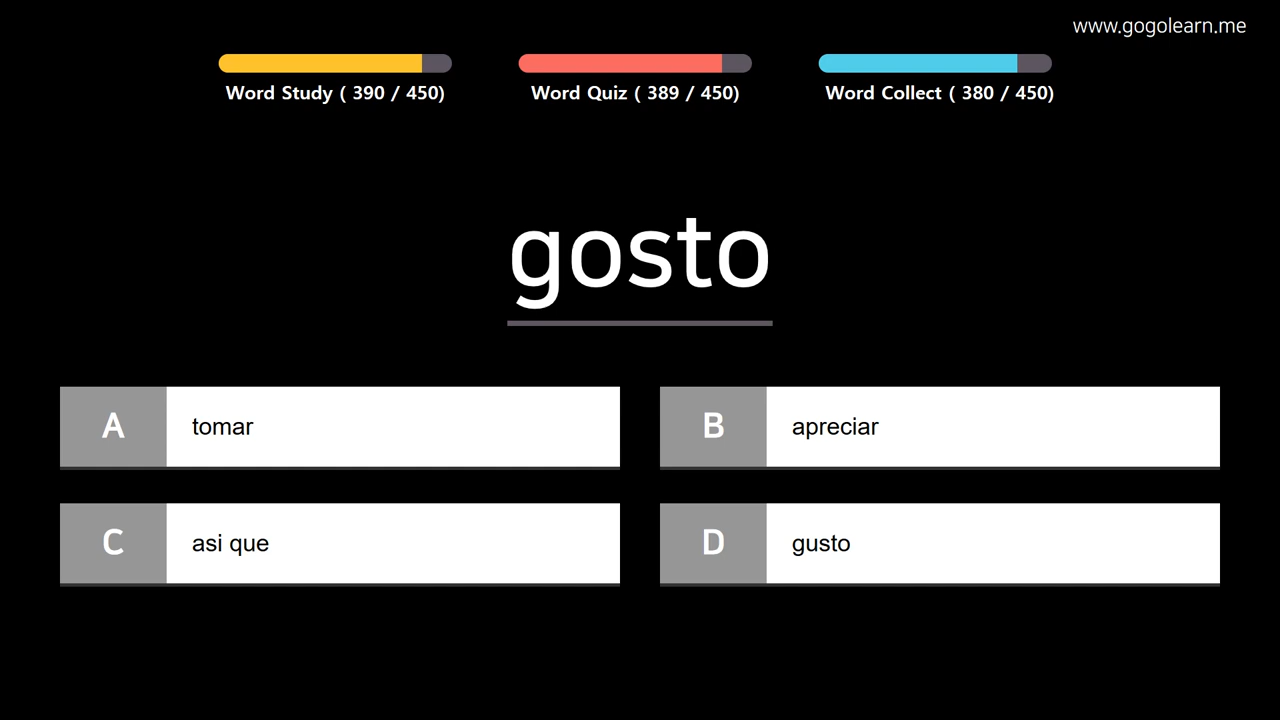 www.gogolearn.me
Word Study ( 390 / 450)
Word Quiz ( 389 / 450)
Word Collect ( 380 / 450)
gosto
A tomar
B apreciar
C asi que
D gusto